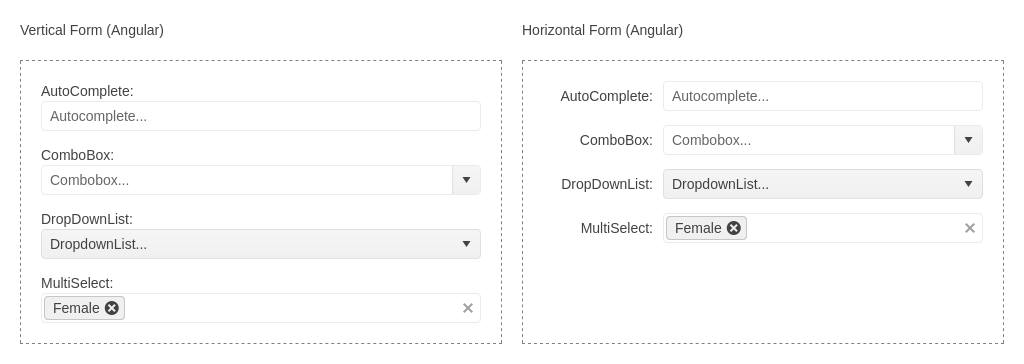 Vertical Form (Angular)
AutoComplete:
Autocomplete...
ComboBox:
Combobox...
DropDownList:
DropdownList...
MultiSelect:
Female
Horizontal Form (Angular)
AutoComplete: Autocomplete...
ComboBox: Combobox...
DropDownList: DropdownList...
MultiSelect: Female